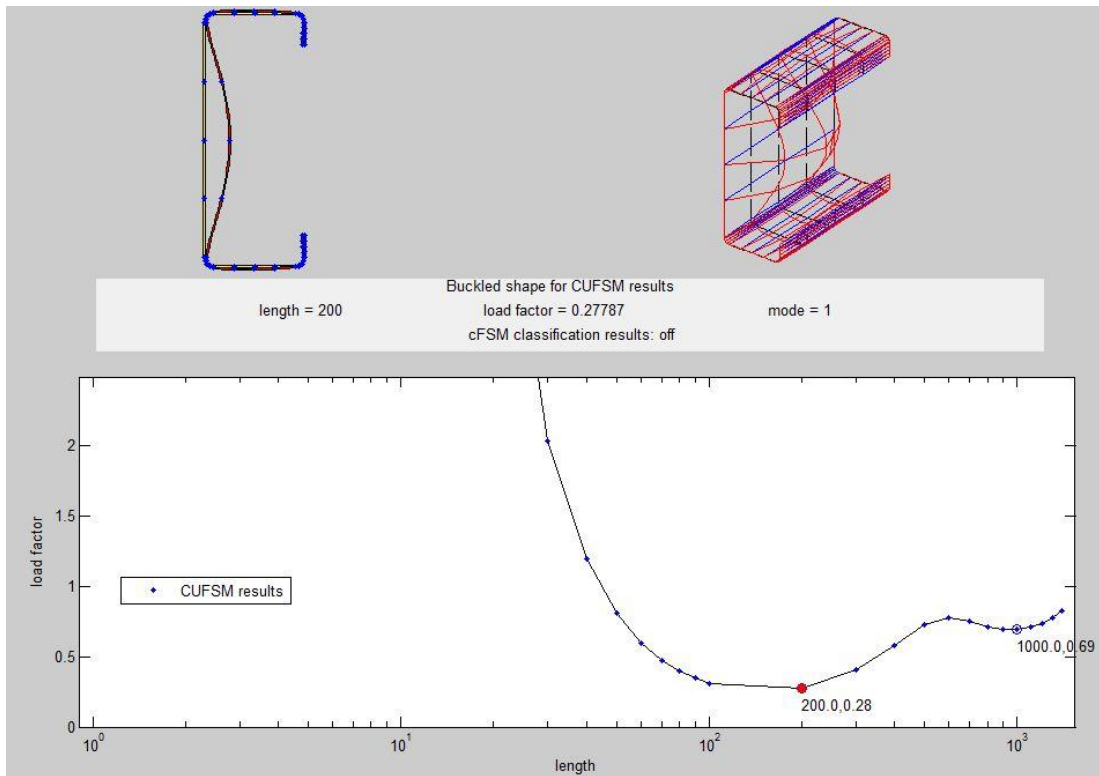 Buckled shape for CUFSM results
length = 200 load factor = 0.27787 mode = 1
cFSM classification results: off
2
1.5
1
0.5
0
load factor
CUFSM results
1000.0,0.69
200.0,0.28
10^0 10^1 10^2 10^3
length